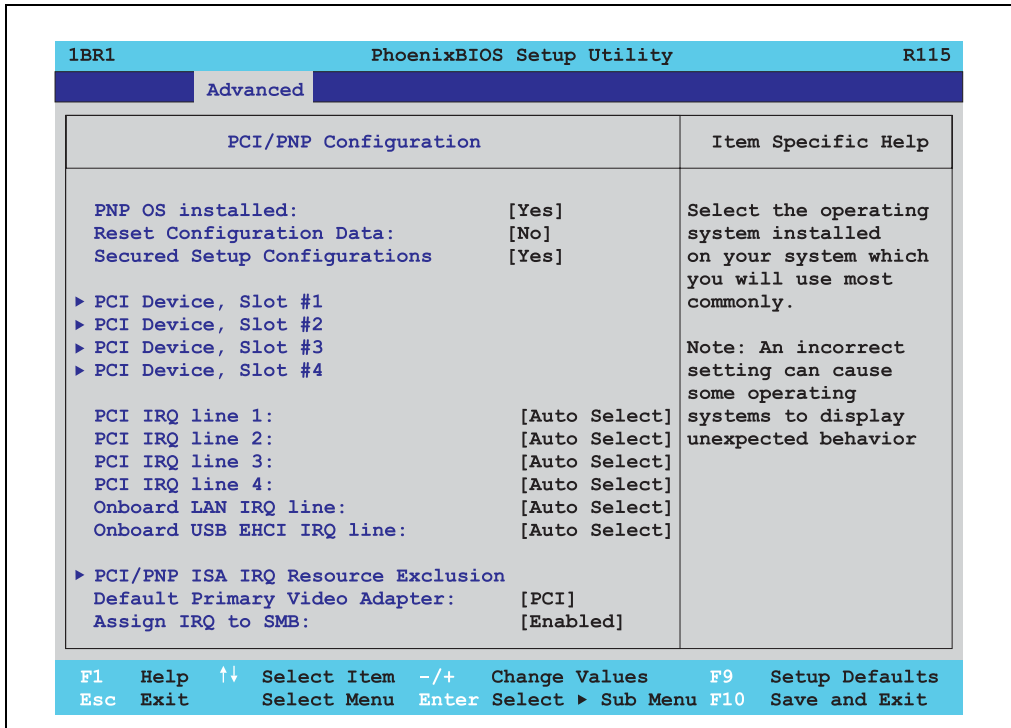 1BR1 PhoenixBIOS Setup Utility R115
Advanced
PCI/PNP Configuration
Item Specific Help
PNP OS installed: [Yes]
Reset Configuration Data: [No]
Secured Setup Configurations [Yes]
▶ PCI Device, Slot #1
▶ PCI Device, Slot #2
▶ PCI Device, Slot #3
▶ PCI Device, Slot #4
PCI IRQ line 1: [Auto Select]
PCI IRQ line 2: [Auto Select]
PCI IRQ line 3: [Auto Select]
PCI IRQ line 4: [Auto Select]
Onboard LAN IRQ line: [Auto Select]
Onboard USB EHCI IRQ line: [Auto Select]
▶ PCI/PNP ISA IRQ Resource Exclusion
Default Primary Video Adapter: [PCI]
Assign IRQ to SMB: [Enabled]
Select the operating
system installed
on your system which
you will use most
commonly.
Note: An incorrect
setting can cause
some operating
systems to display
unexpected behavior
F1 Help ↑↓ Select Item -/+ Change Values F9 Setup Defaults
Esc Exit Select Menu Enter Select ▶ Sub Menu F10 Save and Exit